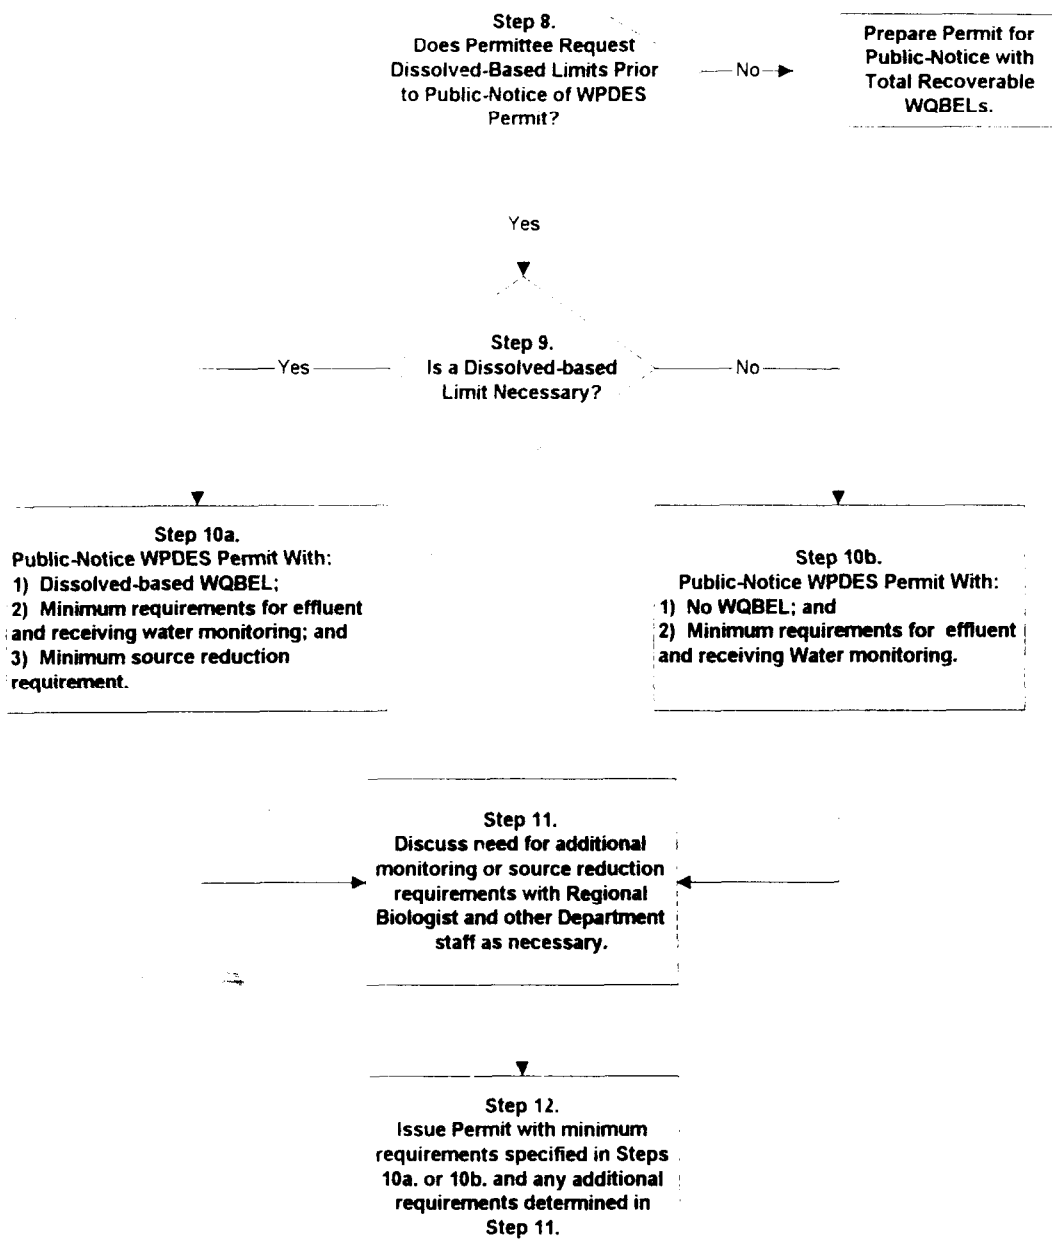 Step 8.
Does Permittee Request
Dissolved-Based Limits Prior
to Public-Notice of WPDES
Permit?
No
Prepare Permit for
Public-Notice with
Total Recoverable
WQBELs.
Yes
Step 9.
Is a Dissolved-based
Limit Necessary?
Yes
No
Step 10a.
Public-Notice WPDES Permit With:
1) Dissolved-based WQBEL;
2) Minimum requirements for effluent
and receiving water monitoring; and
3) Minimum source reduction
requirement.
Step 10b.
Public-Notice WPDES Permit With:
1) No WQBEL; and
2) Minimum requirements for effluent
and receiving Water monitoring.
Step 11.
Discuss need for additional
monitoring or source reduction
requirements with Regional
Biologist and other Department
staff as necessary.
Step 12.
Issue Permit with minimum
requirements specified in Steps
10a. or 10b. and any additional
requirements determined in
Step 11.